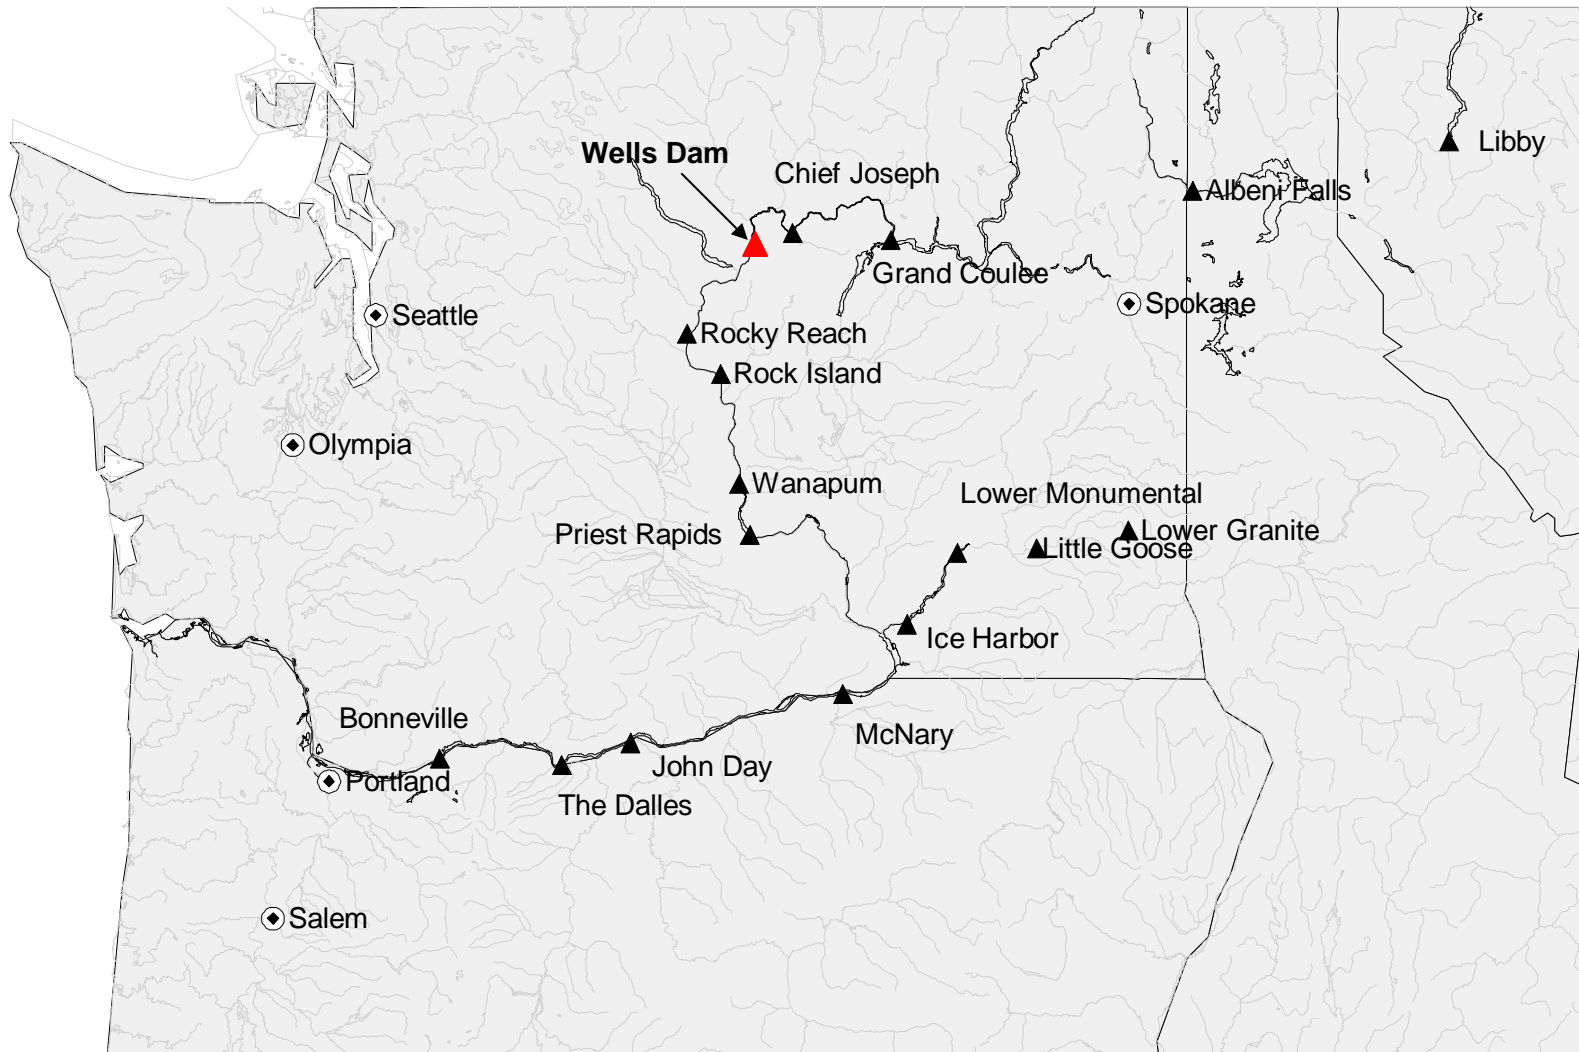 Wells Dam
Libby
Chief Joseph
Albeni Falls
Grand Coulee
Spokane
Seattle
Rocky Reach
Rock Island
Olympia
Wanapum
Lower Monumental
Priest Rapids
Lower Granite
Little Goose
Ice Harbor
Bonneville
McNary
John Day
Portland
The Dalles
Salem